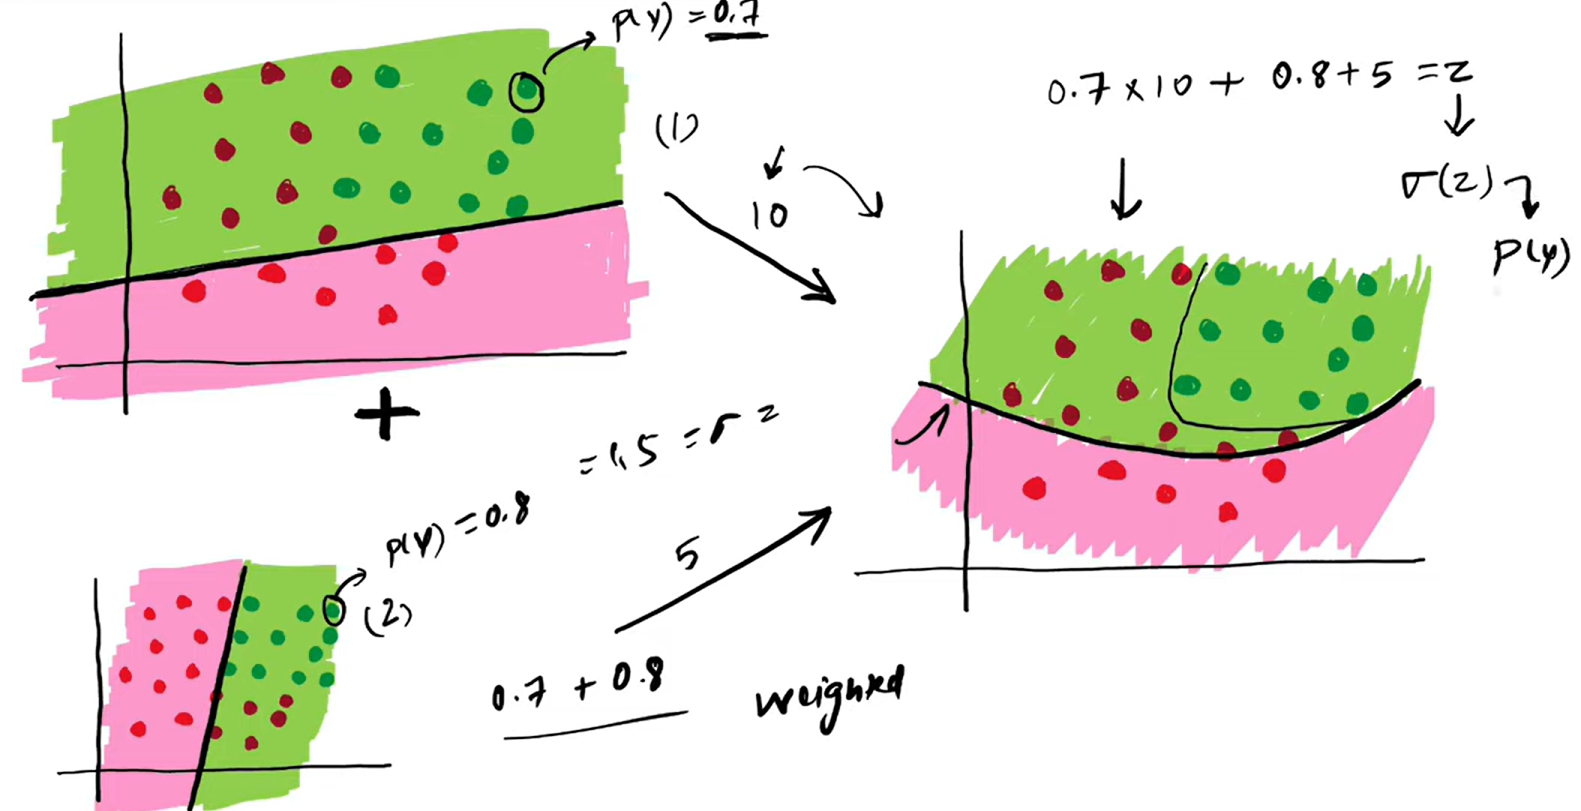 p(y) = 0.7
(1)
10
0.7 × 10 + 0.8 + 5 = z
σ(z)
p(y)
+
= 1.5 = σ z
p(y) = 0.8
(2)
5
0.7 + 0.8
weighted